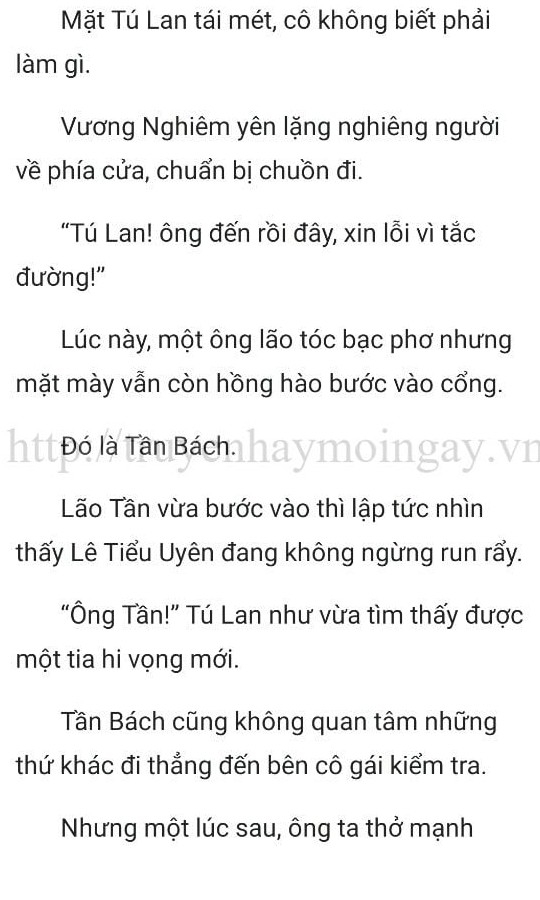 Mặt Tú Lan tái mét, cô không biết phải
làm gì.
Vương Nghiêm yên lặng nghiêng người
về phía cửa, chuẩn bị chuồn đi.
“Tú Lan! ông đến rồi đây, xin lỗi vì tắc
đường!”
Lúc này, một ông lão tóc bạc phơ nhưng
mặt mày vẫn còn hồng hào bước vào cổng.
http://truyenhaymoingay.vn
Đó là Tần Bách.
Lão Tần vừa bước vào thì lập tức nhìn
thấy Lê Tiểu Uyên đang không ngừng run rẩy.
“Ông Tần!” Tú Lan như vừa tìm thấy được
một tia hi vọng mới.
Tần Bách cũng không quan tâm những
thứ khác đi thẳng đến bên cô gái kiểm tra.
Nhưng một lúc sau, ông ta thở mạnh